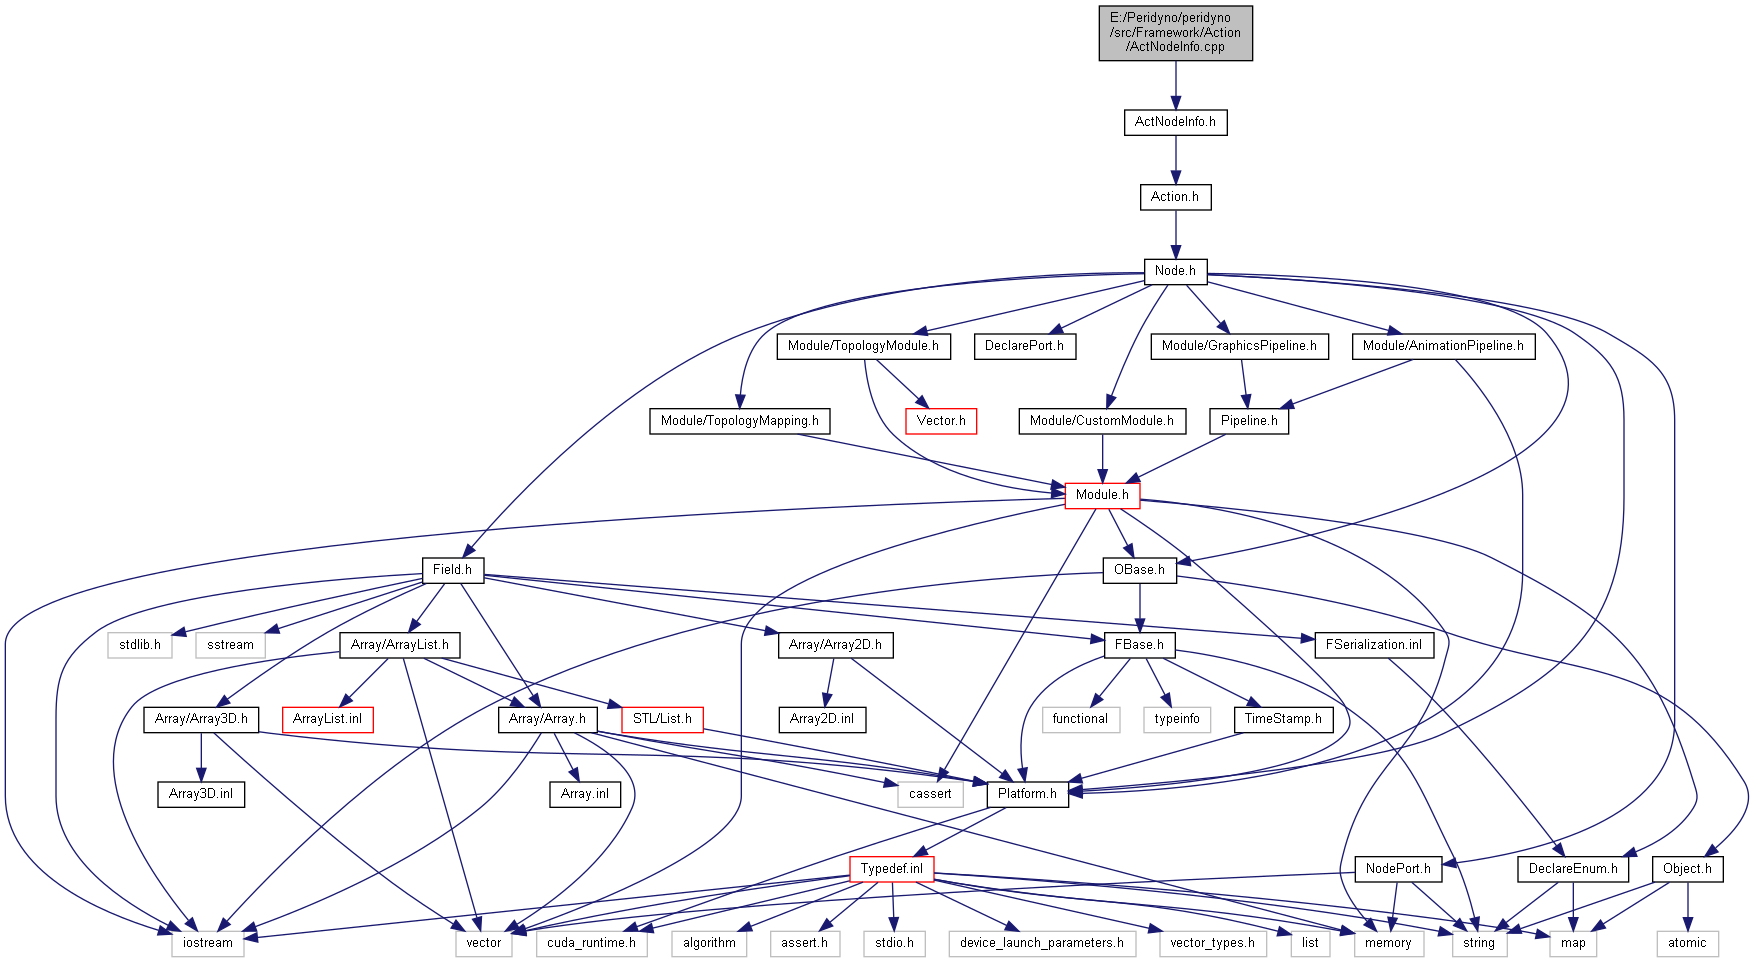 E:/Peridyno/peridyno
/src/Framework/Action
/ActNodeInfo.cpp
ActNodeInfo.h
Action.h
Node.h
Module/TopologyModule.h
DeclarePort.h
Module/GraphicsPipeline.h
Module/AnimationPipeline.h
Module/TopologyMapping.h
Vector.h
Module/CustomModule.h
Pipeline.h
Module.h
Field.h
OBase.h
stdlib.h
sstream
Array/ArrayList.h
Array/Array2D.h
FBase.h
FSerialization.inl
Array/Array3D.h
ArrayList.inl
Array/Array.h
STL/List.h
Array2D.inl
functional
typeinfo
TimeStamp.h
Array3D.inl
Array.inl
cassert
Platform.h
Typedef.inl
NodePort.h
DeclareEnum.h
Object.h
iostream
vector
cuda_runtime.h
algorithm
assert.h
stdio.h
device_launch_parameters.h
vector_types.h
list
memory
string
map
atomic